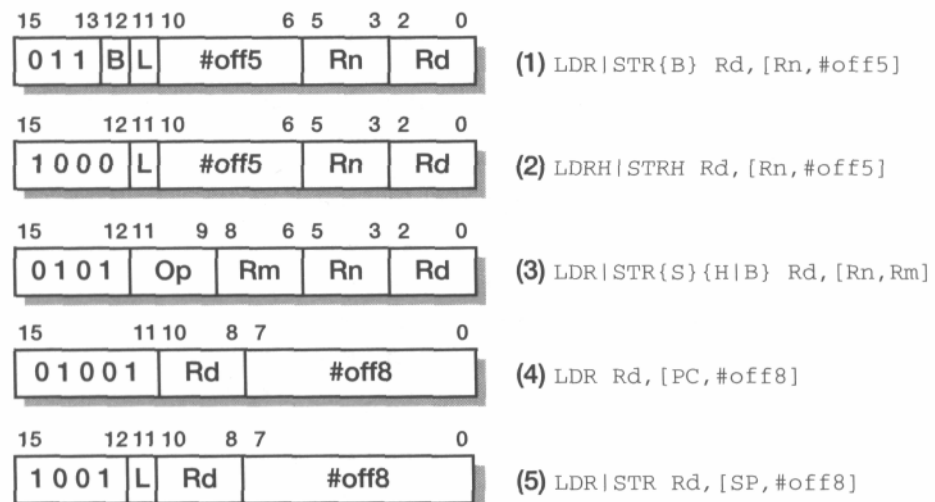 15 13 12 11 10 6 5 3 2 0
0 1 1 B L #off5 Rn Rd (1) LDR|STR{B} Rd,[Rn,#off5]
15 12 11 10 6 5 3 2 0
1 0 0 0 L #off5 Rn Rd (2) LDRH|STRH Rd,[Rn,#off5]
15 12 11 9 8 6 5 3 2 0
0 1 0 1 Op Rm Rn Rd (3) LDR|STR{S}{H|B} Rd,[Rn,Rm]
15 11 10 8 7 0
0 1 0 0 1 Rd #off8 (4) LDR Rd,[PC,#off8]
15 12 11 10 8 7 0
1 0 0 1 L Rd #off8 (5) LDR|STR Rd,[SP,#off8]